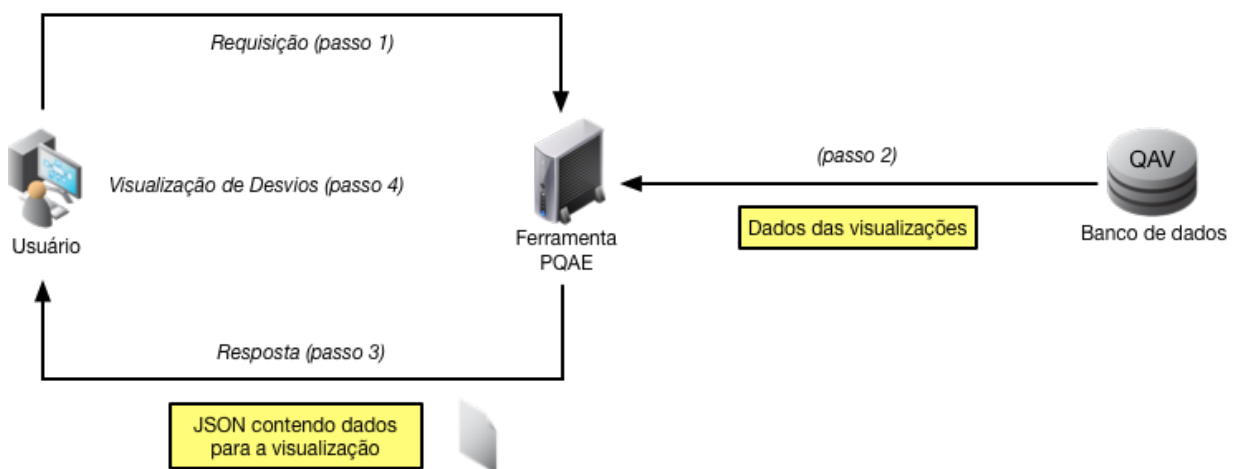 Requisição (passo 1)
Visualização de Desvios (passo 4)
Usuário
Ferramenta
PQAE
(passo 2)
Dados das visualizações
QAV
Banco de dados
Resposta (passo 3)
JSON contendo dados
para a visualização